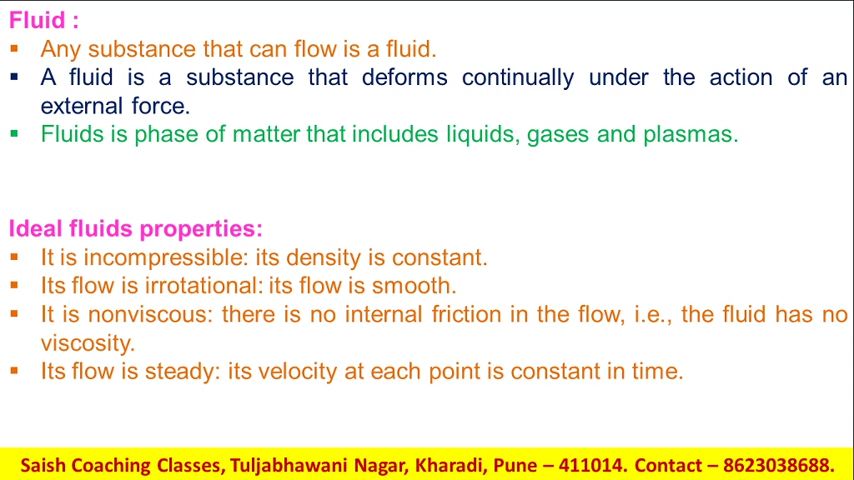 Fluid :
▪ Any substance that can flow is a fluid.
▪ A fluid is a substance that deforms continually under the action of an
external force.
▪ Fluids is phase of matter that includes liquids, gases and plasmas.
Ideal fluids properties:
▪ It is incompressible: its density is constant.
▪ Its flow is irrotational: its flow is smooth.
▪ It is nonviscous: there is no internal friction in the flow, i.e., the fluid has no
viscosity.
▪ Its flow is steady: its velocity at each point is constant in time.
Saish Coaching Classes, Tuljabhawani Nagar, Kharadi, Pune – 411014. Contact – 8623038688.